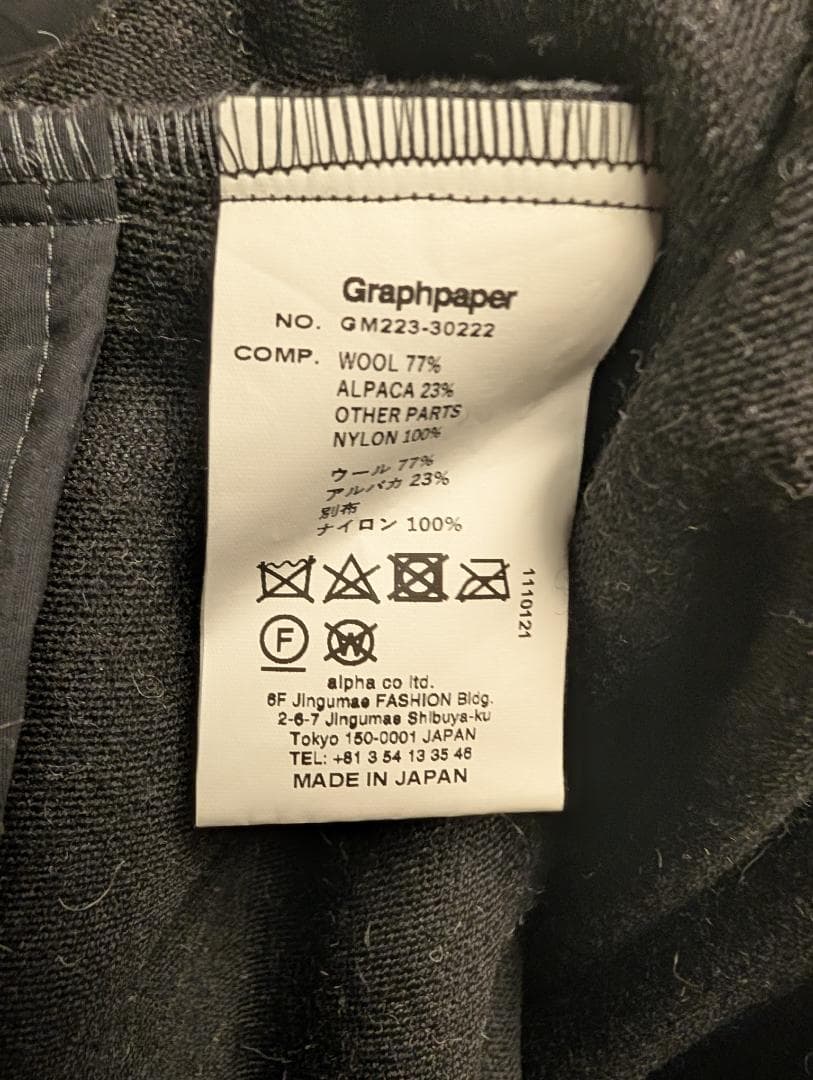 Graphpaper
NO. GM223-30222
COMP. WOOL 77%
ALPACA 23%
OTHER PARTS
NYLON 100%
ウール 77%
アルパカ 23%
別布
ナイロン 100%
1110121
F W
alpha co ltd.
6F Jingumae FASHION Bldg.
2-6-7 Jingumae Shibuya-ku
Tokyo 150-0001 JAPAN
TEL: +81 3 54 13 35 46
MADE IN JAPAN